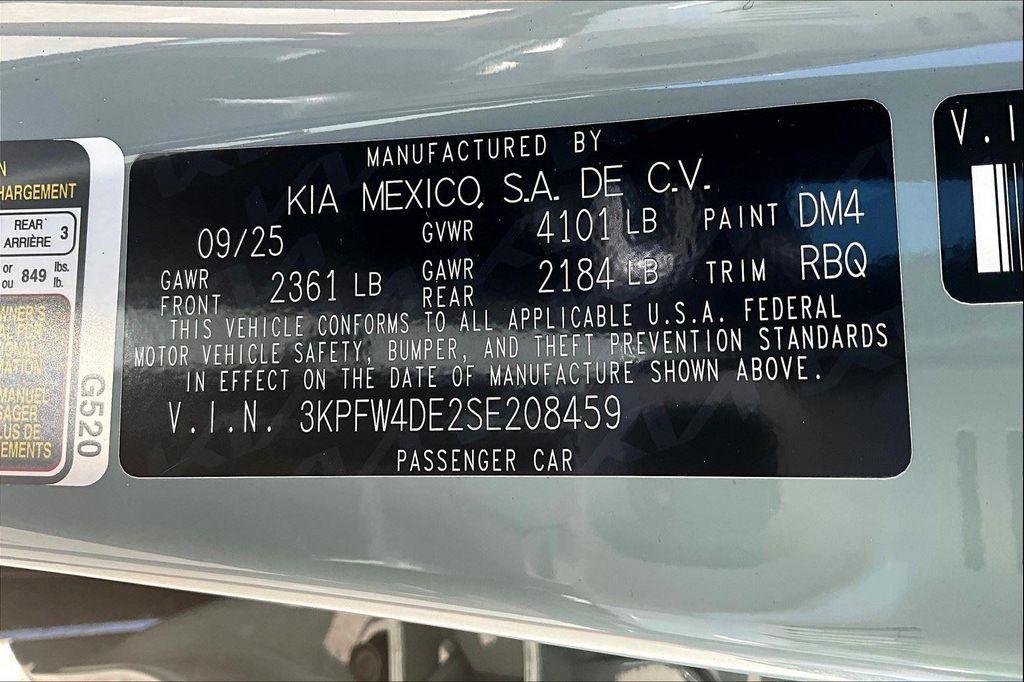 MANUFACTURED BY
KIA MEXICO, S.A. DE C.V.
09/25 GVWR 4101 LB PAINT DM4
GAWR FRONT 2361 LB GAWR REAR 2184 LB TRIM RBQ
THIS VEHICLE CONFORMS TO ALL APPLICABLE U.S.A. FEDERAL
MOTOR VEHICLE SAFETY, BUMPER, AND THEFT PREVENTION STANDARDS
IN EFFECT ON THE DATE OF MANUFACTURE SHOWN ABOVE.
V.I.N. 3KPFW4DE2SE208459
PASSENGER CAR
REAR
ARRIÈRE 3
or ou 849 lbs. lb.
LUS DE
G520
V.I